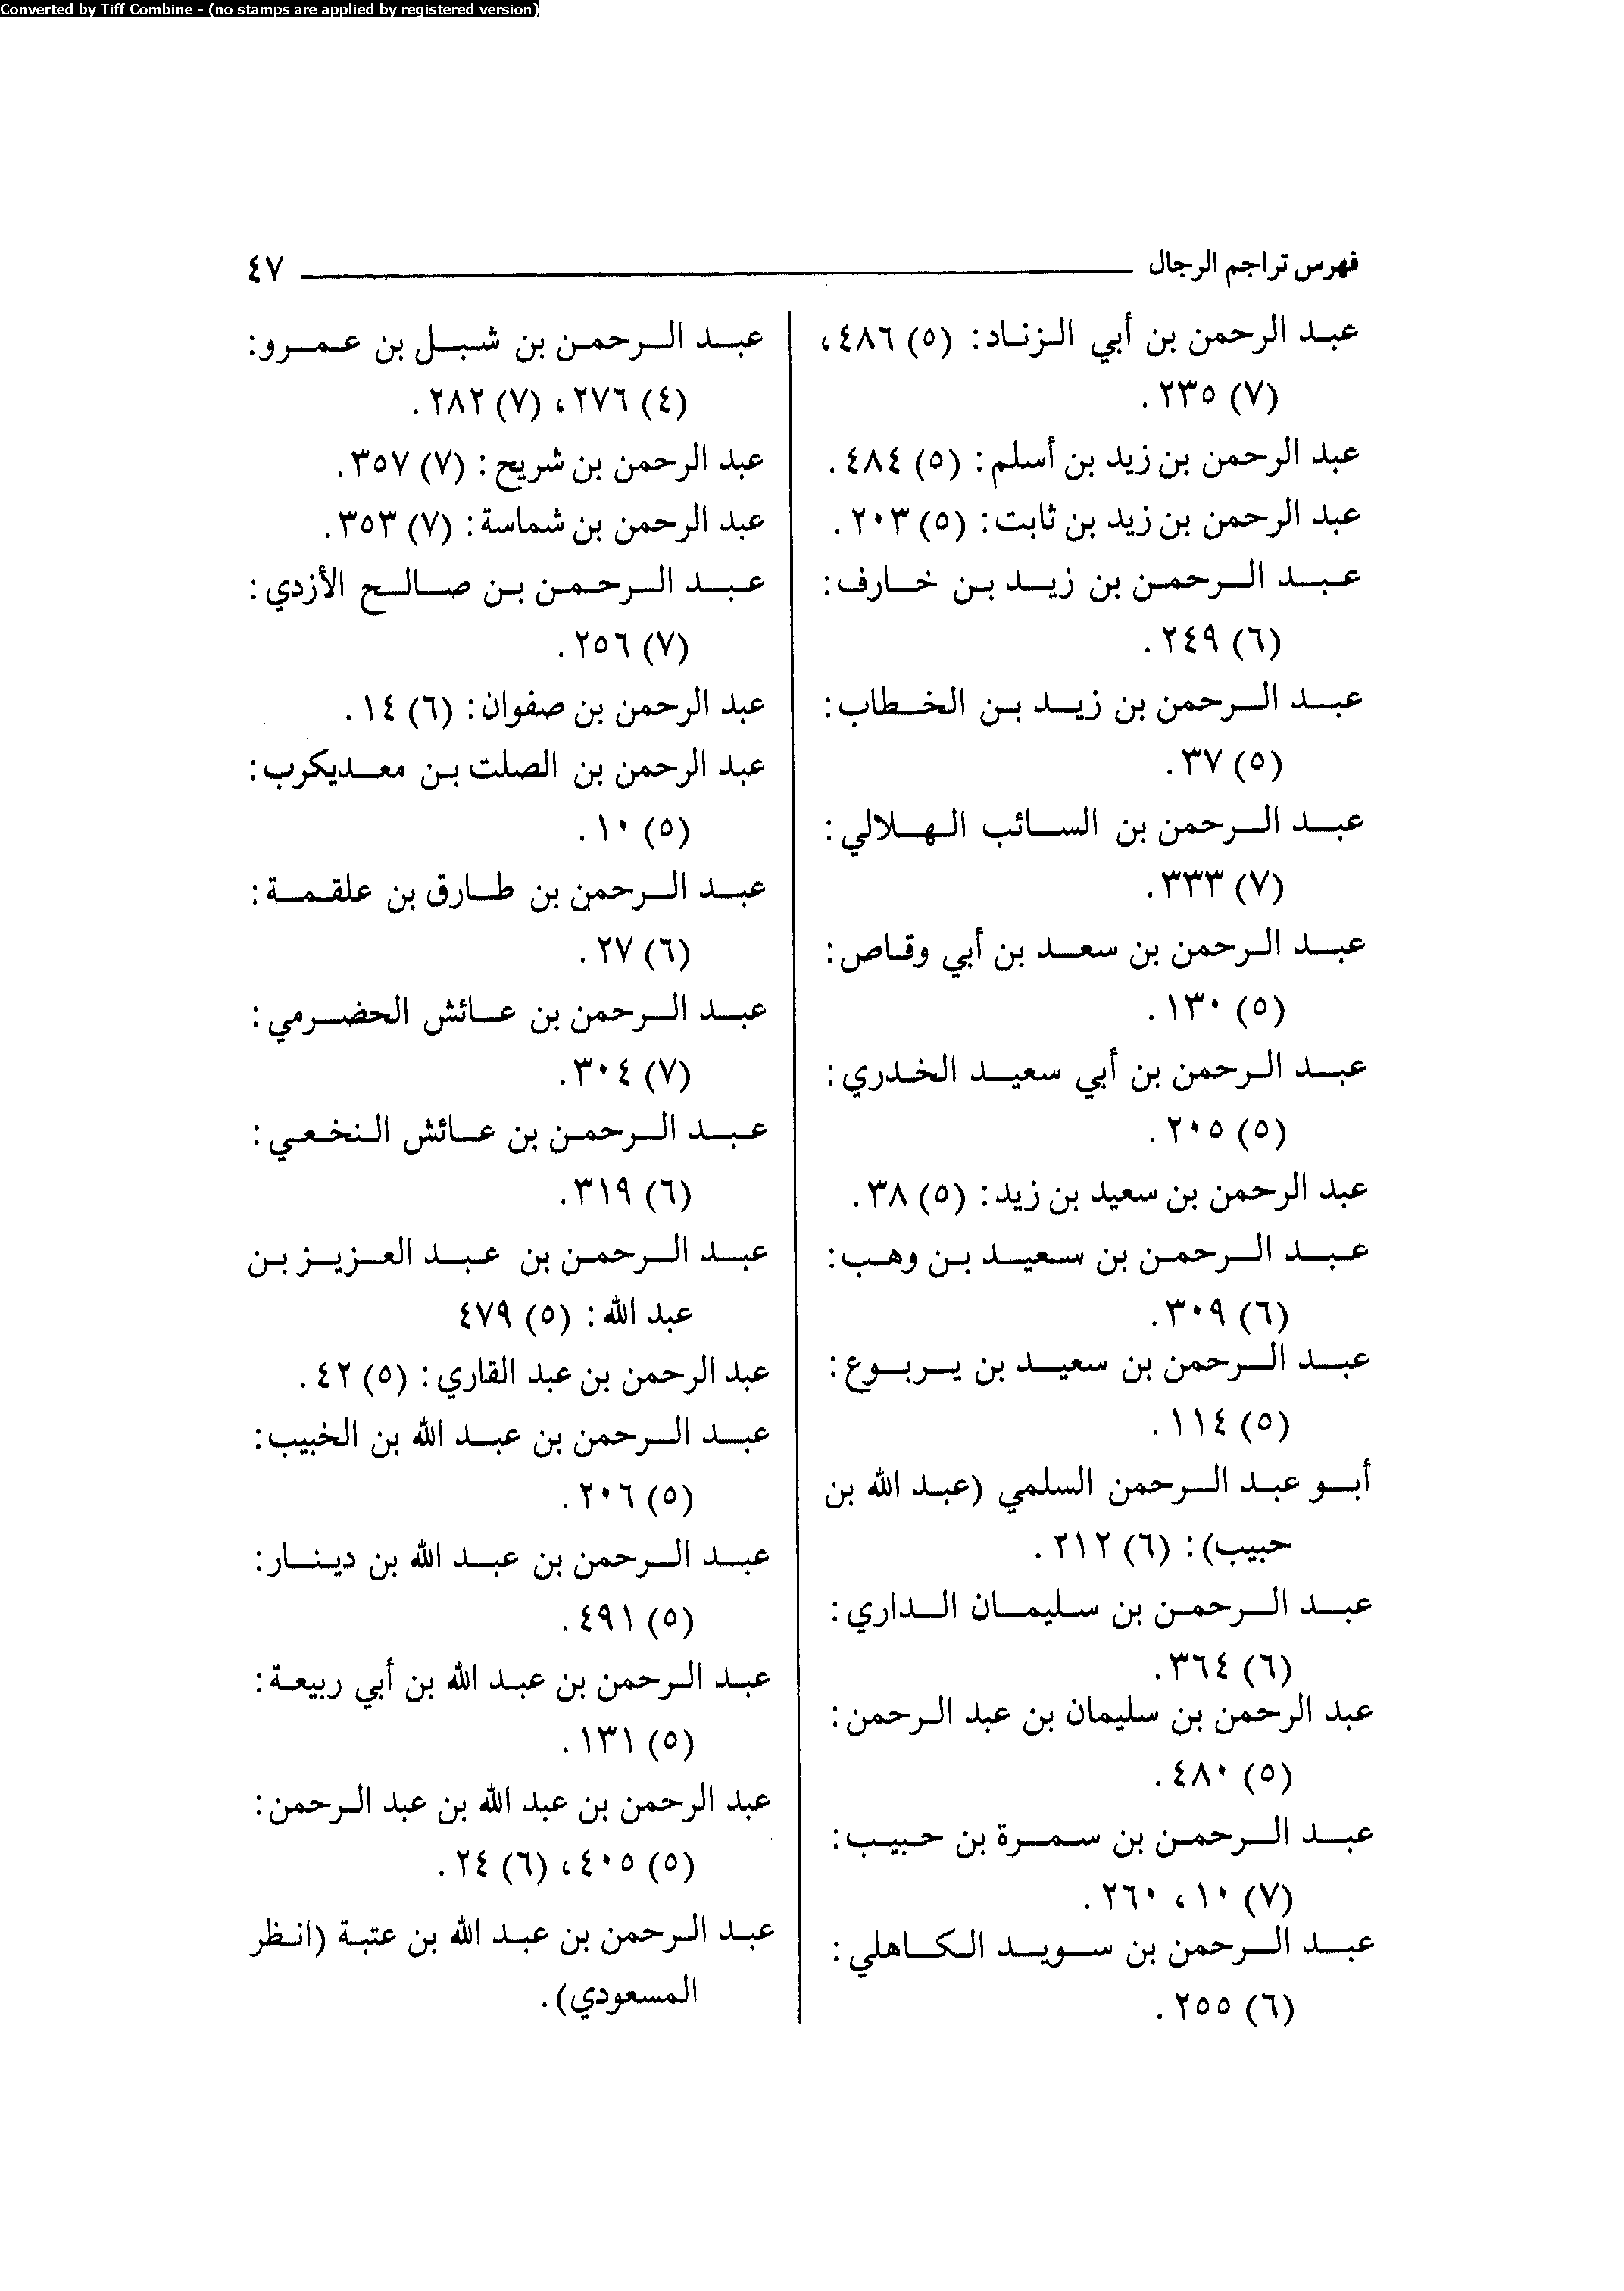 Converted by Tiff Combine - (no stamps are applied by registered version)
فهرس تراجم الرجال ٤٧
عبد الرحمن بن أبي الزناد: (٥) ٤٨٦،
(٧) ٢٣٥.
عبد الرحمن بن زيد بن أسلم: (٥) ٤٨٤.
عبد الرحمن بن زيد بن ثابت: (٥) ٢٠٣.
عبد الرحمن بن زيد بن خارف:
(٦) ٢٤٩.
عبد الرحمن بن زيد بن الخطاب:
(٥) ٣٧.
عبد الرحمن بن السائب الهلالي:
(٧) ٣٣٣.
عبد الرحمن بن سعد بن أبي وقاص:
(٥) ١٣٠.
عبد الرحمن بن أبي سعيد الخدري:
(٥) ٢٠٥.
عبد الرحمن بن سعيد بن زيد: (٥) ٣٨.
عبد الرحمن بن سعيد بن وهب:
(٦) ٣٠٩.
عبد الرحمن بن سعيد بن يربوع:
(٥) ١١٤.
أبو عبد الرحمن السلمي (عبد الله بن
حبيب): (٦) ٢١٢.
عبد الرحمن بن سليمان الداري:
(٦) ٣٦٤.
عبد الرحمن بن سليمان بن عبد الرحمن:
(٥) ٤٨٠.
عبد الرحمن بن سمرة بن حبيب:
(٧) ١٠، ٢٦٠.
عبد الرحمن بن سويد الكاهلي:
(٦) ٢٥٥.
عبد الرحمن بن شبل بن عمرو:
(٤) ٢٧٦، (٧) ٢٨٢.
عبد الرحمن بن شريح: (٧) ٣٥٧.
عبد الرحمن بن شماسة: (٧) ٣٥٣.
عبد الرحمن بن صالح الأزدي:
(٧) ٢٥٦.
عبد الرحمن بن صفوان: (٦) ١٤.
عبد الرحمن بن الصلت بن معديكرب:
(٥) ١٠.
عبد الرحمن بن طارق بن علقمة:
(٦) ٢٧.
عبد الرحمن بن عائش الحضرمي:
(٧) ٣٠٤.
عبد الرحمن بن عائش النخعي:
(٦) ٣١٩.
عبد الرحمن بن عبد العزيز بن
عبد الله: (٥) ٤٧٩
عبد الرحمن بن عبد القاري: (٥) ٤٢.
عبد الرحمن بن عبد الله بن الخبيب:
(٥) ٢٠٦.
عبد الرحمن بن عبد الله بن دينار:
(٥) ٤٩١.
عبد الرحمن بن عبد الله بن أبي ربيعة:
(٥) ١٣١.
عبد الرحمن بن عبد الله بن عبد الرحمن:
(٥) ٤٠٥، (٦) ٢٤.
عبد الرحمن بن عبد الله بن عتبة (انظر
المسعودي).